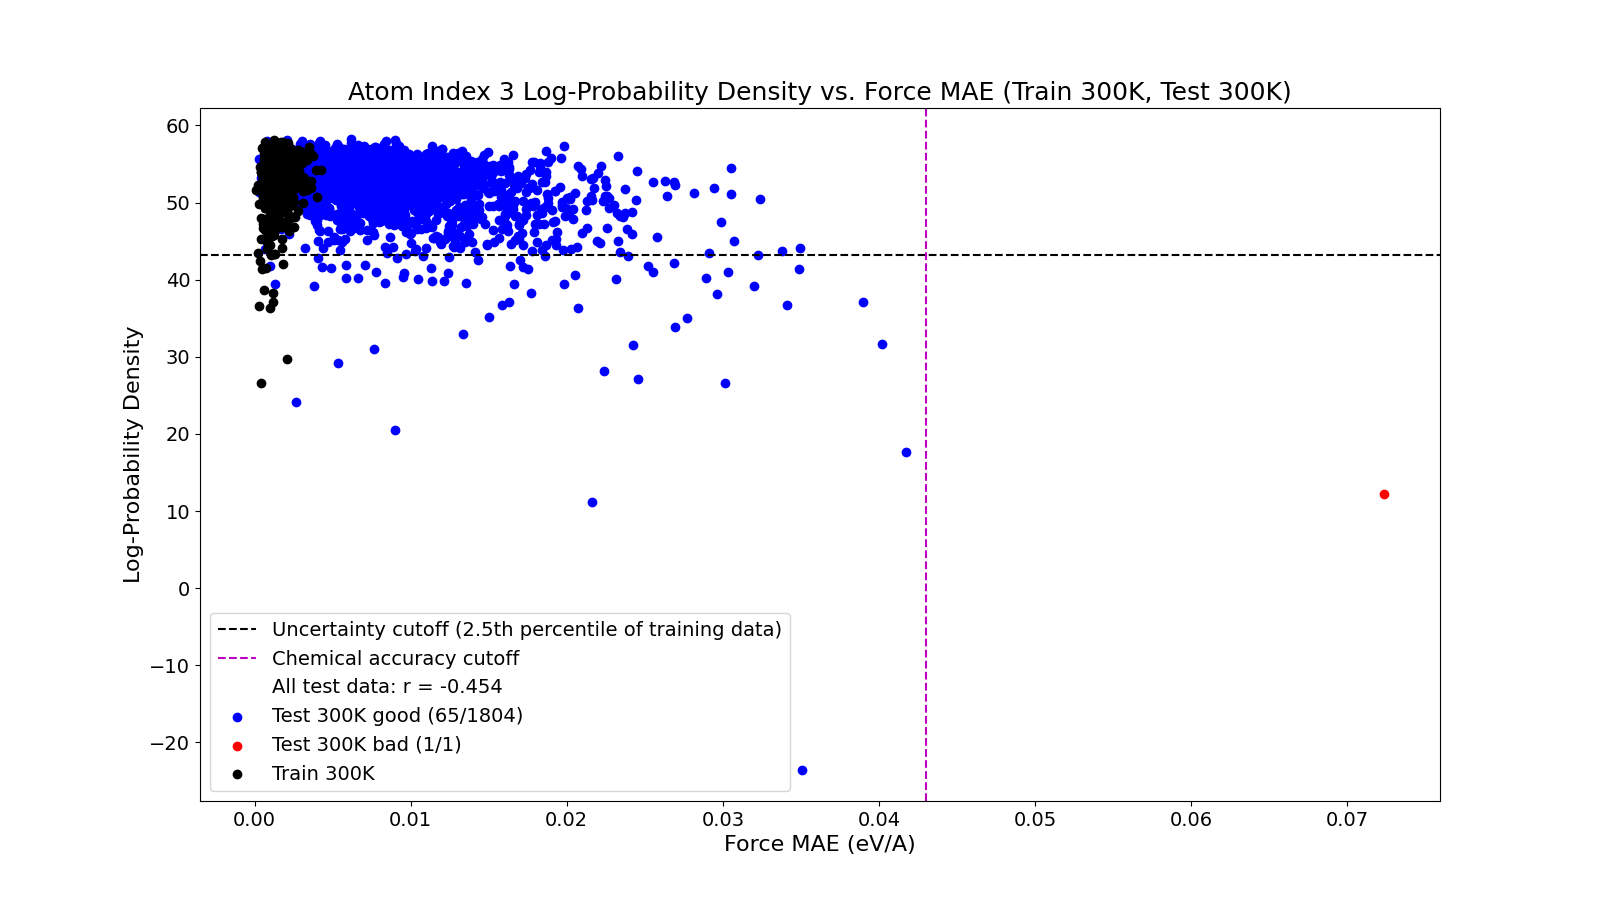 Atom Index 3 Log-Probability Density vs. Force MAE (Train 300K, Test 300K)
60
50
40
30
20
10
0
−10
−20
Log-Probability Density
Uncertainty cutoff (2.5th percentile of training data)
Chemical accuracy cutoff
All test data: r = -0.454
Test 300K good (65/1804)
Test 300K bad (1/1)
Train 300K
0.00 0.01 0.02 0.03 0.04 0.05 0.06 0.07
Force MAE (eV/A)